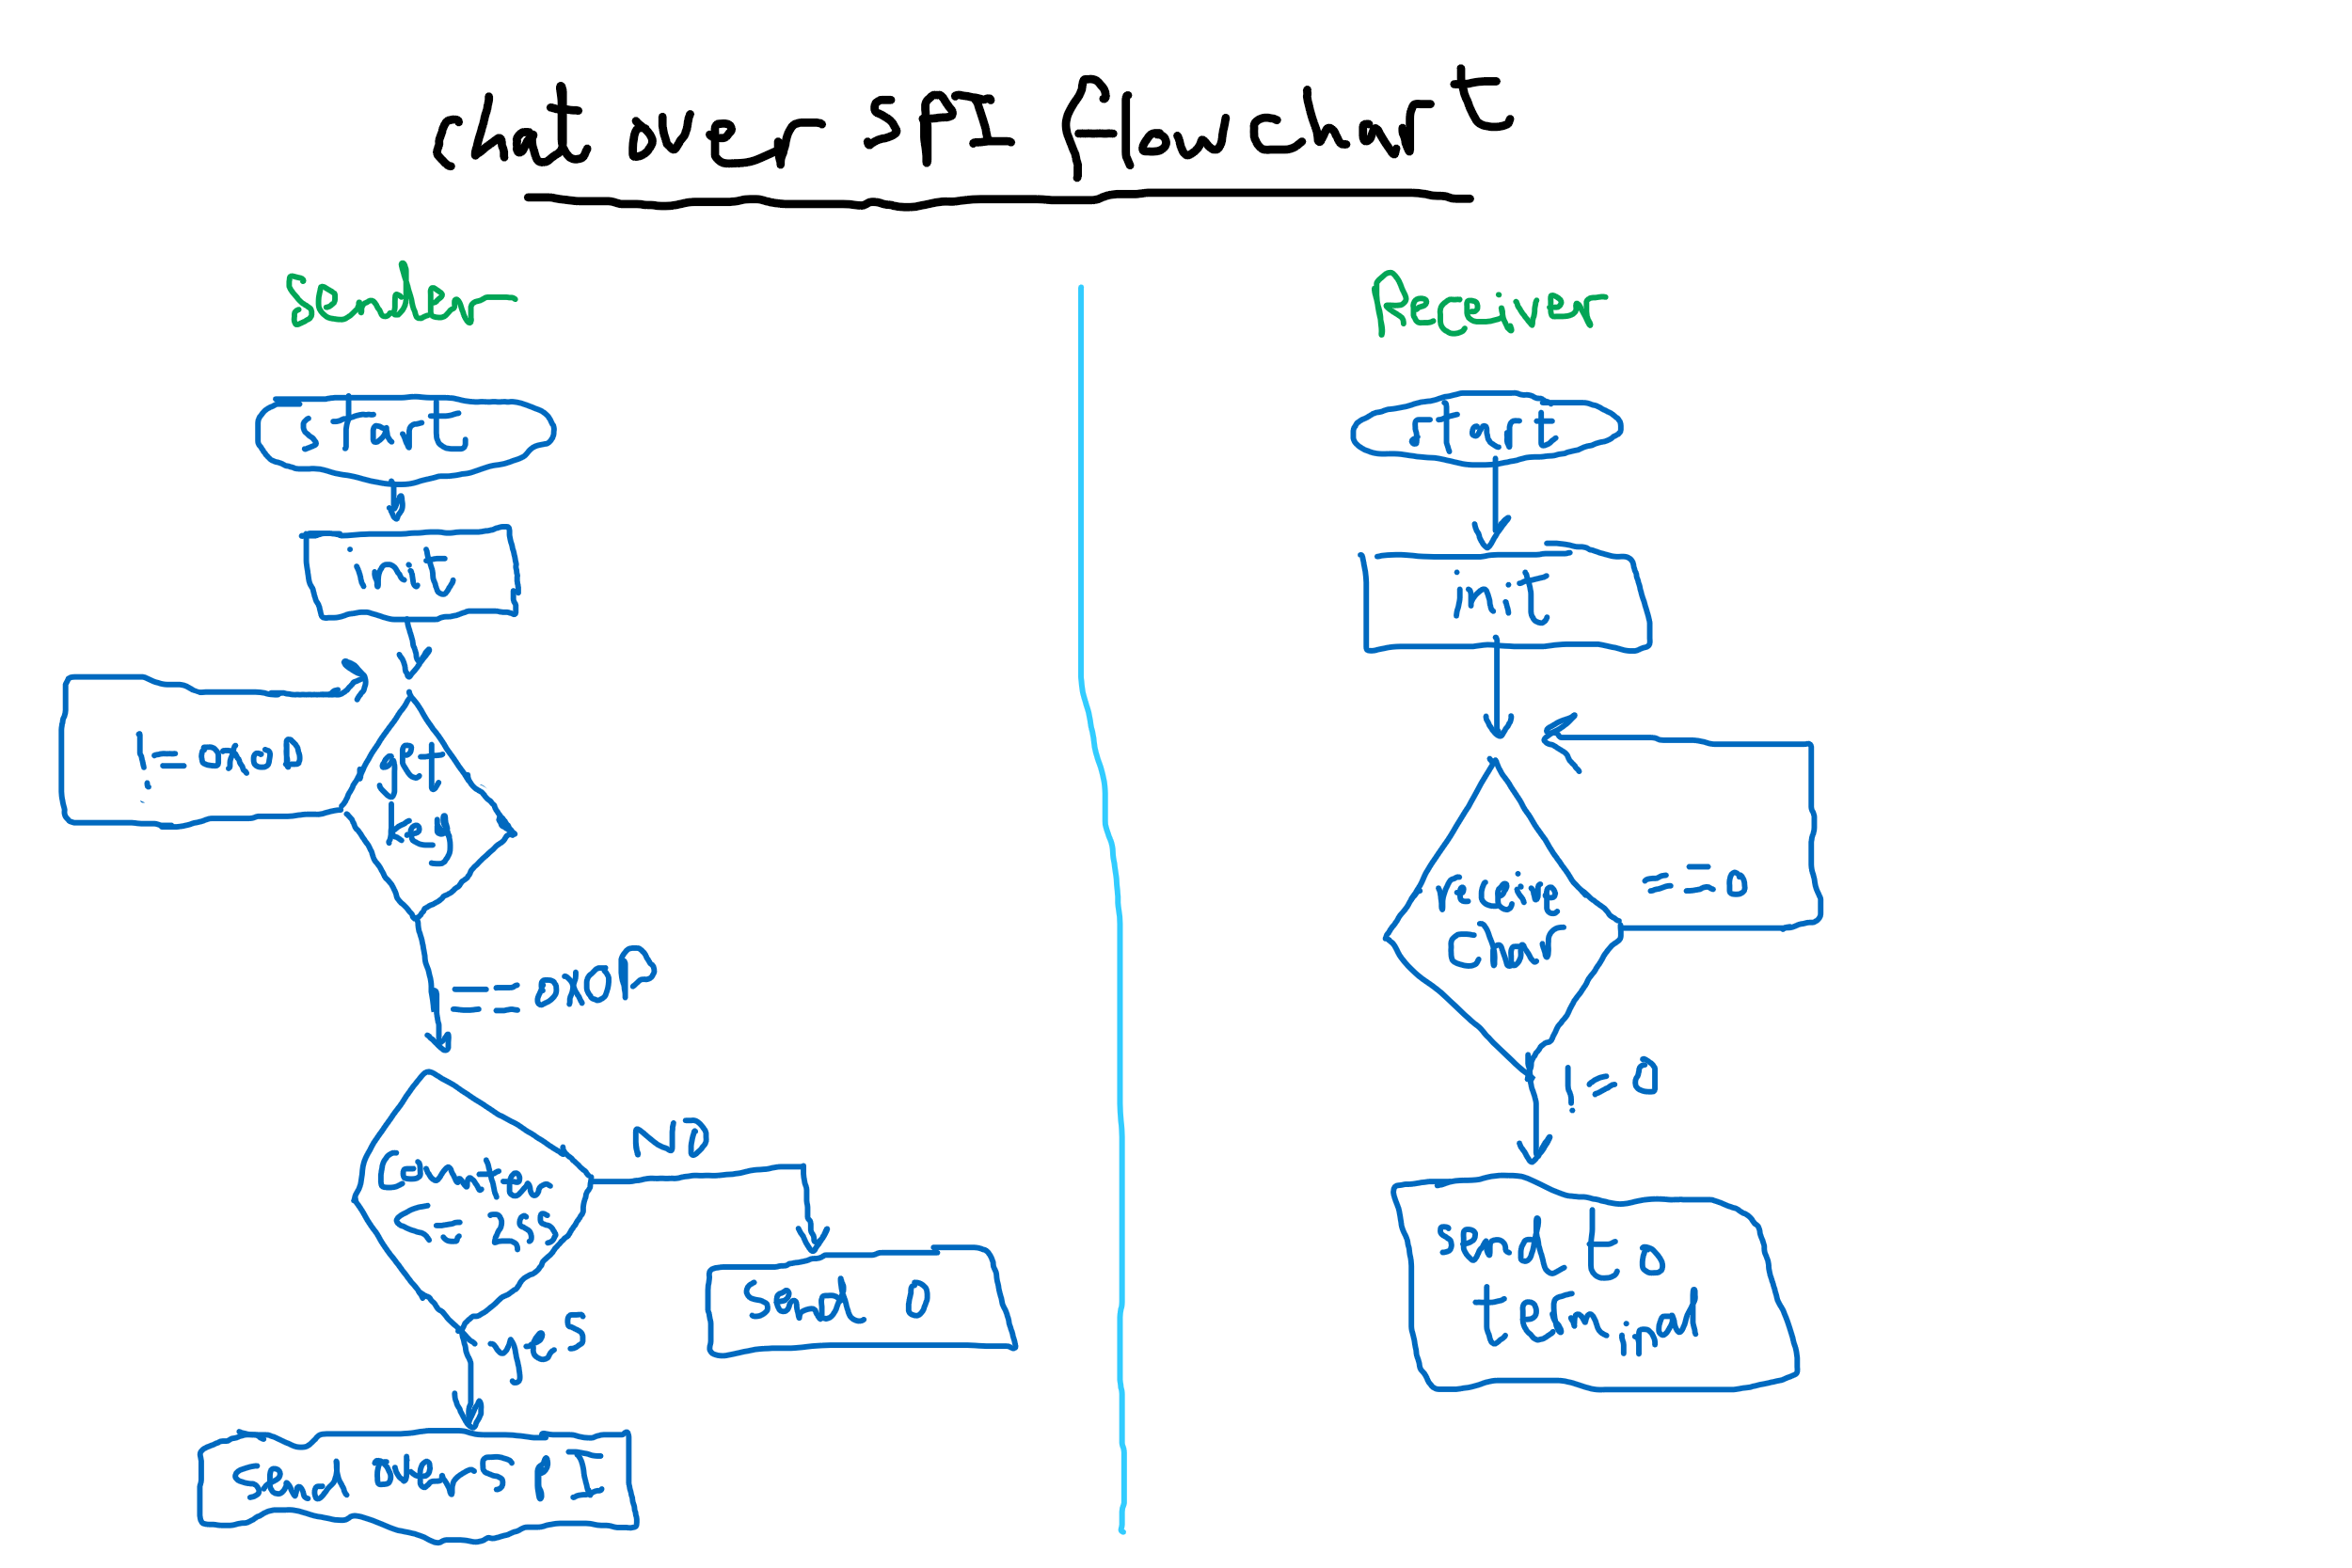 chat over SPI flowchart
Sender
start
init
!= 0x0D
get
key
== 0x0D
counter
<= 255
NO
send 0
yes
send over SPI
Receiver
start
init
receive
char
== 0
!= 0
send to
terminal